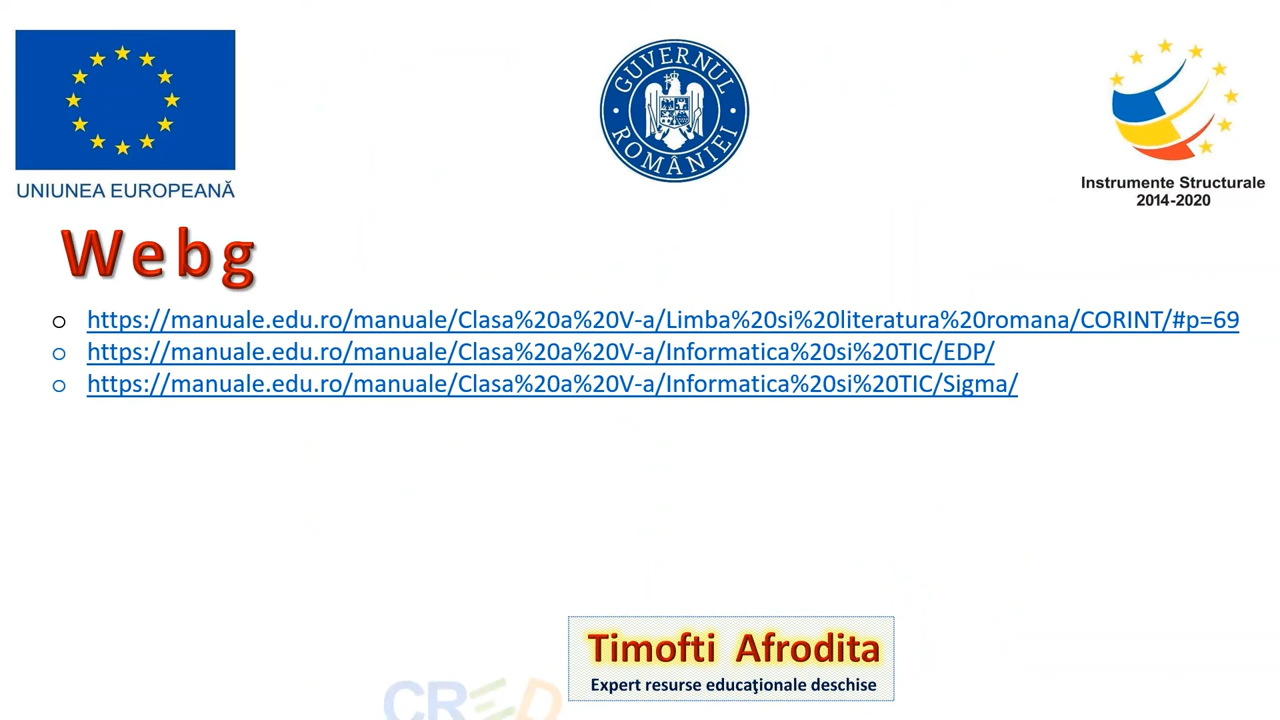 UNIUNEA EUROPEANĂ
GUVERNUL ROMÂNIEI
Instrumente Structurale
2014-2020
Webg
https://manuale.edu.ro/manuale/Clasa%20a%20V-a/Limba%20si%20literatura%20romana/CORINT/#p=69
https://manuale.edu.ro/manuale/Clasa%20a%20V-a/Informatica%20si%20TIC/EDP/
https://manuale.edu.ro/manuale/Clasa%20a%20V-a/Informatica%20si%20TIC/Sigma/
Timofti Afrodita
Expert resurse educaţionale deschise
CRED